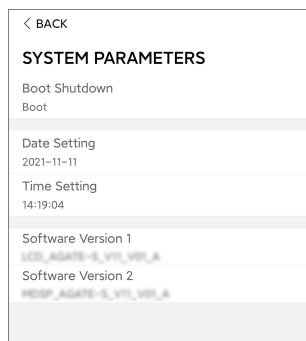 < BACK
SYSTEM PARAMETERS
Boot Shutdown
Boot
Date Setting
2021-11-11
Time Setting
14:19:04
Software Version 1
LCD_AGATE-S_V11_V01_A
Software Version 2
MDSP_AGATE-S_V11_V01_A